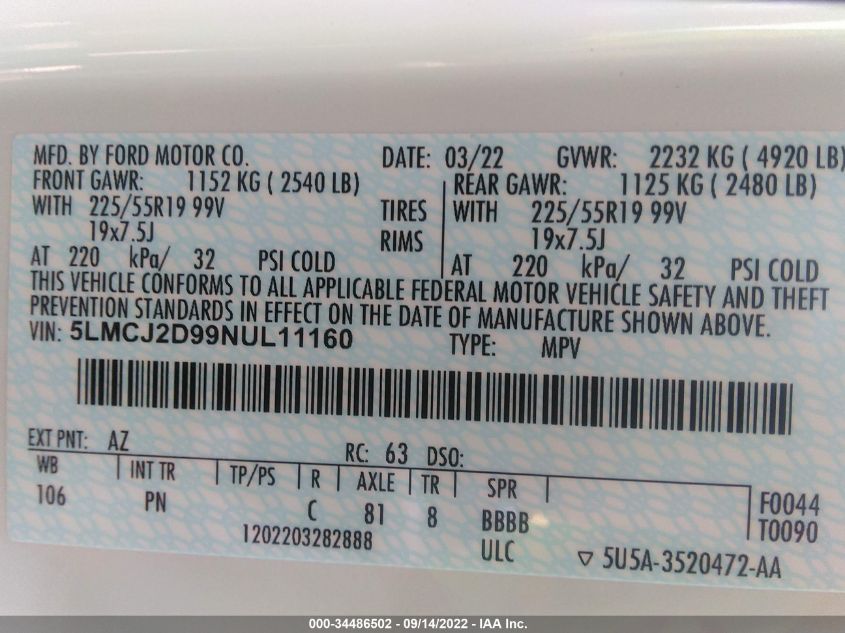 MFD. BY FORD MOTOR CO. DATE: 03/22 GVWR: 2232 KG ( 4920 LB)
FRONT GAWR: 1152 KG ( 2540 LB) REAR GAWR: 1125 KG ( 2480 LB)
WITH 225/55R19 99V TIRES WITH 225/55R19 99V
19x7.5J RIMS 19x7.5J
AT 220 kPa/ 32 PSI COLD AT 220 kPa/ 32 PSI COLD
THIS VEHICLE CONFORMS TO ALL APPLICABLE FEDERAL MOTOR VEHICLE SAFETY AND THEFT
PREVENTION STANDARDS IN EFFECT ON THE DATE OF MANUFACTURE SHOWN ABOVE.
VIN: 5LMCJ2D99NUL11160 TYPE: MPV
EXT PNT: AZ RC: 63 DSO:
WB INT TR TP/PS R AXLE TR SPR
106 PN C 81 8 BBBB F0044
1202203282888 ULC T0090
▽ 5U5A-3520472-AA
000-34486502 - 09/14/2022 - IAA Inc.